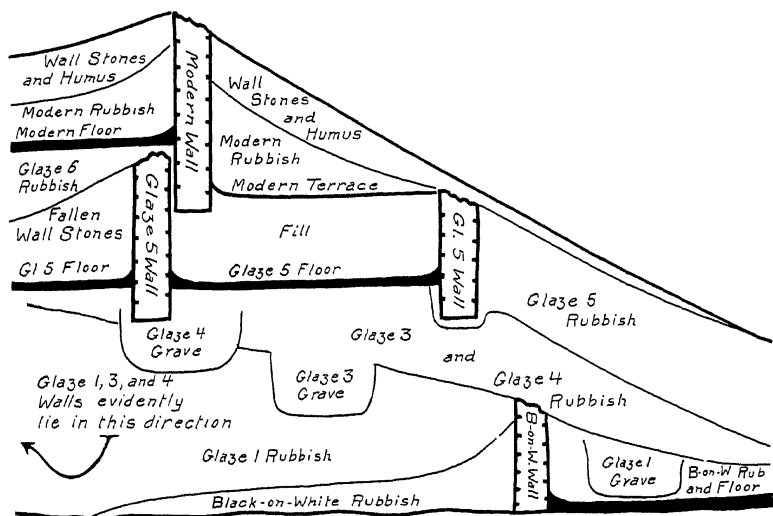 Wall Stones
and Humus
Modern Rubbish
Modern Floor
Modern Wall
Wall
Stones
and
Humus
Modern
Rubbish
Modern Terrace
Glaze 6
Rubbish
Fallen
Wall Stones
Gl 5 Floor
Glaze 5 Wall
Fill
Glaze 5 Floor
Gl. 5 Wall
Glaze 5
Rubbish
Glaze 4
Grave
Glaze 3
and
Glaze 4
Rubbish
Glaze 3
Grave
Glaze 1, 3, and 4
Walls evidently
lie in this direction
Glaze 1 Rubbish
Black-on-White Rubbish
B-on-W. Wall
Glaze 1
Grave
B-on-W Rub
and Floor